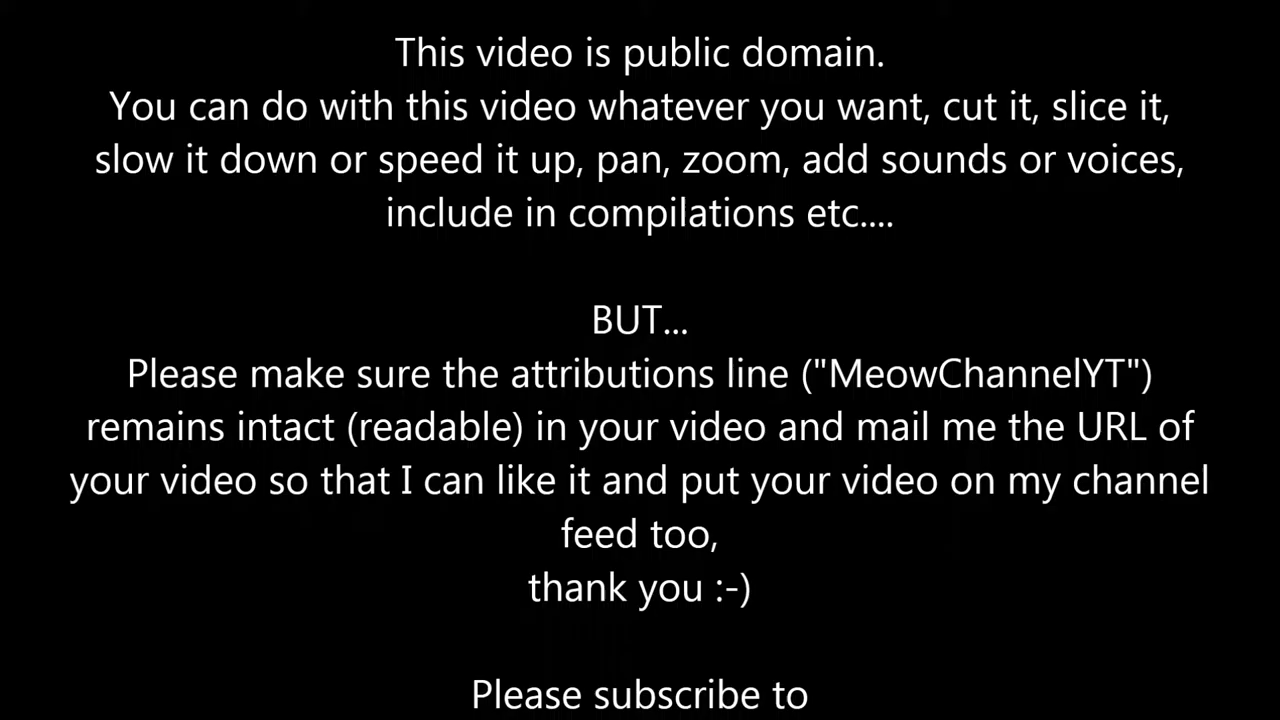 This video is public domain.
You can do with this video whatever you want, cut it, slice it,
slow it down or speed it up, pan, zoom, add sounds or voices,
include in compilations etc....
BUT...
Please make sure the attributions line ("MeowChannelYT")
remains intact (readable) in your video and mail me the URL of
your video so that I can like it and put your video on my channel
feed too,
thank you :-)
Please subscribe to